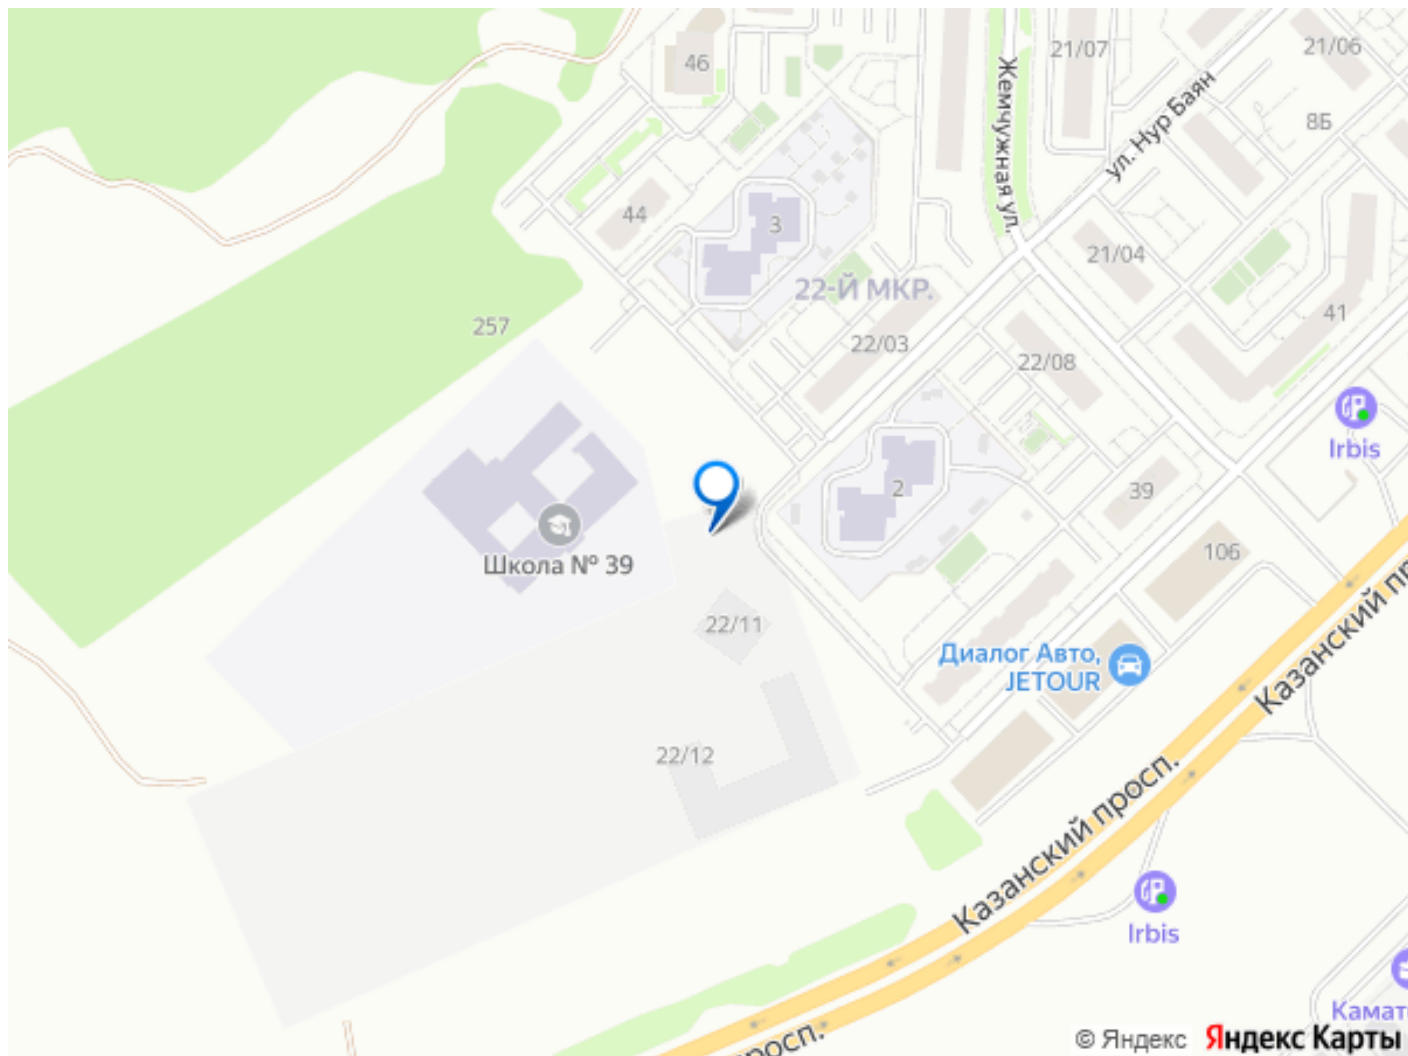 46
21/07
21/06
Жемчужная ул.
ул. Нур Баян
8Б
44
3
21/04
22-Й МКР.
257
22/03
22/08
41
Irbis
2
39
Школа № 39
106
22/11
Диалог Авто,
JETOUR
Казанский пр
22/12
Казанский просп.
Irbis
Камат
просп.
© Яндекс
Яндекс Карты